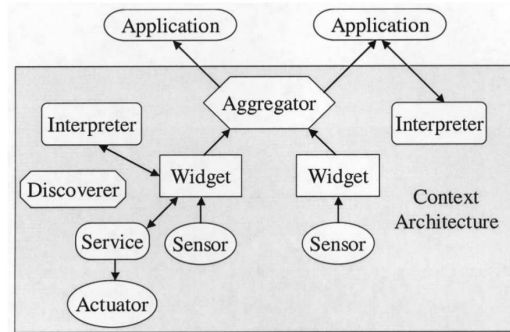 Application
Application
Aggregator
Interpreter
Interpreter
Widget
Widget
Discoverer
Context
Architecture
Service
Sensor
Sensor
Actuator